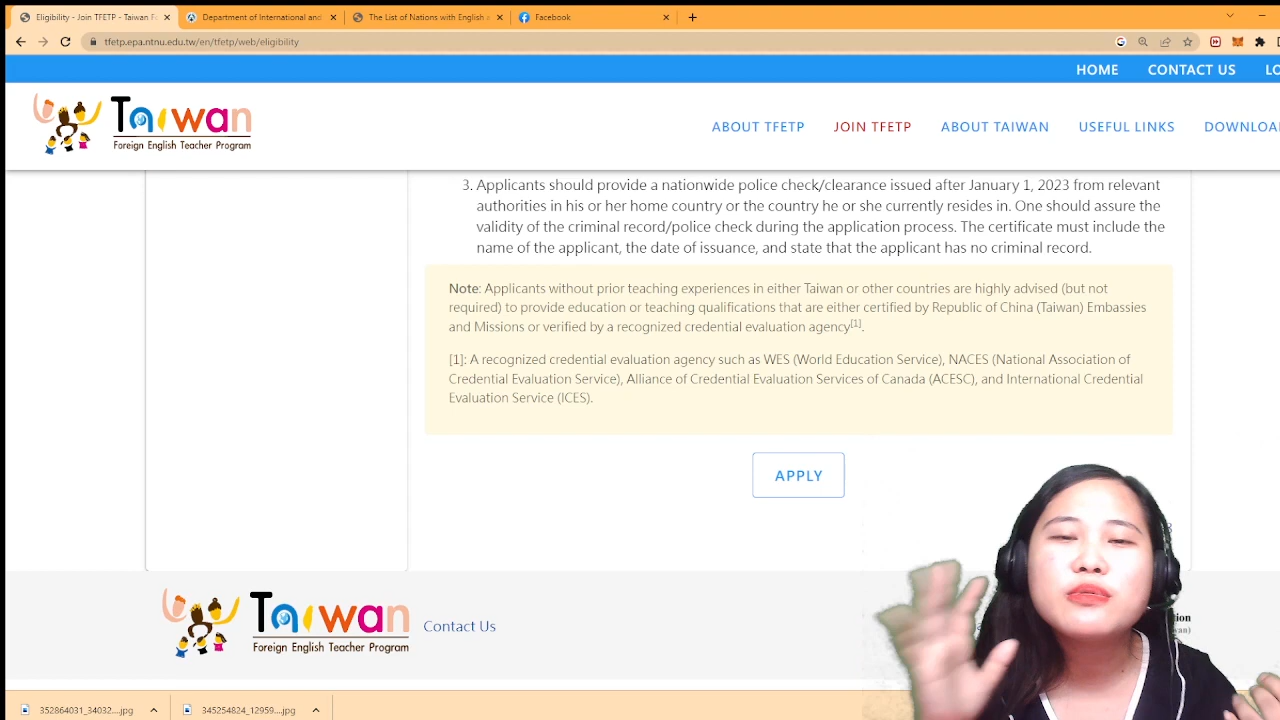 Eligibility - Join TFETP - Taiwan F
Department of International and
The List of Nations with English a
Facebook
tfetp.epa.ntnu.edu.tw/en/tfetp/web/eligibility
HOME
CONTACT US
LO
Taiwan
Foreign English Teacher Program
ABOUT TFETP
JOIN TFETP
ABOUT TAIWAN
USEFUL LINKS
DOWNLOA
3. Applicants should provide a nationwide police check/clearance issued after January 1, 2023 from relevant
authorities in his or her home country or the country he or she currently resides in. One should assure the
validity of the criminal record/police check during the application process. The certificate must include the
name of the applicant, the date of issuance, and state that the applicant has no criminal record.
Note: Applicants without prior teaching experiences in either Taiwan or other countries are highly advised (but not
required) to provide education or teaching qualifications that are either certified by Republic of China (Taiwan) Embassies
and Missions or verified by a recognized credential evaluation agency[1].
[1]: A recognized credential evaluation agency such as WES (World Education Service), NACES (National Association of
Credential Evaluation Service), Alliance of Credential Evaluation Services of Canada (ACESC), and International Credential
Evaluation Service (ICES).
APPLY
Taiwan
Foreign English Teacher Program
Contact Us
352864031_34032....jpg
345254824_12959....jpg